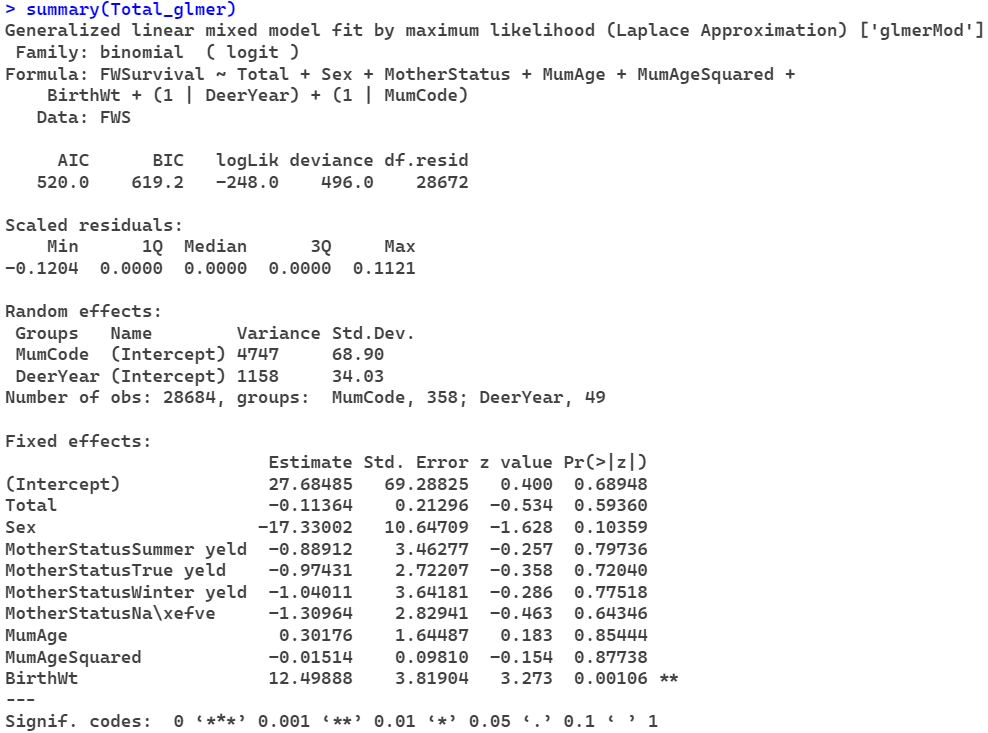 > summary(Total_glmer)
Generalized linear mixed model fit by maximum likelihood (Laplace Approximation) ['glmerMod']
 Family: binomial  ( logit )
Formula: FWSurvival ~ Total + Sex + MotherStatus + MumAge + MumAgeSquared +
    BirthWt + (1 | DeerYear) + (1 | MumCode)
   Data: FWS

     AIC      BIC   logLik deviance df.resid
   520.0    619.2   -248.0    496.0    28672

Scaled residuals:
    Min      1Q  Median      3Q     Max
-0.1204  0.0000  0.0000  0.0000  0.1121

Random effects:
 Groups   Name        Variance Std.Dev.
 MumCode  (Intercept) 4747     68.90
 DeerYear (Intercept) 1158     34.03
Number of obs: 28684, groups:  MumCode, 358; DeerYear, 49

Fixed effects:
                         Estimate Std. Error z value Pr(>|z|)
(Intercept)              27.68485   69.28825   0.400  0.68948
Total                    -0.11364    0.21296  -0.534  0.59360
Sex                     -17.33002   10.64709  -1.628  0.10359
MotherStatusSummer yeld  -0.88912    3.46277  -0.257  0.79736
MotherStatusTrue yeld    -0.97431    2.72207  -0.358  0.72040
MotherStatusWinter yeld  -1.04011    3.64181  -0.286  0.77518
MotherStatusNa\xefve     -1.30964    2.82941  -0.463  0.64346
MumAge                    0.30176    1.64487   0.183  0.85444
MumAgeSquared            -0.01514    0.09810  -0.154  0.87738
BirthWt                  12.49888    3.81904   3.273  0.00106 **
---
Signif. codes:  0 ‘***’ 0.001 ‘**’ 0.01 ‘*’ 0.05 ‘.’ 0.1 ‘ ’ 1